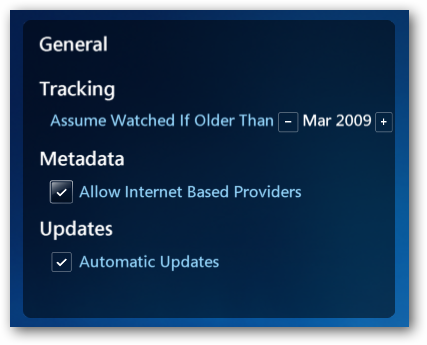 General
Tracking
Assume Watched If Older Than - Mar 2009 +
Metadata
Allow Internet Based Providers
Updates
Automatic Updates